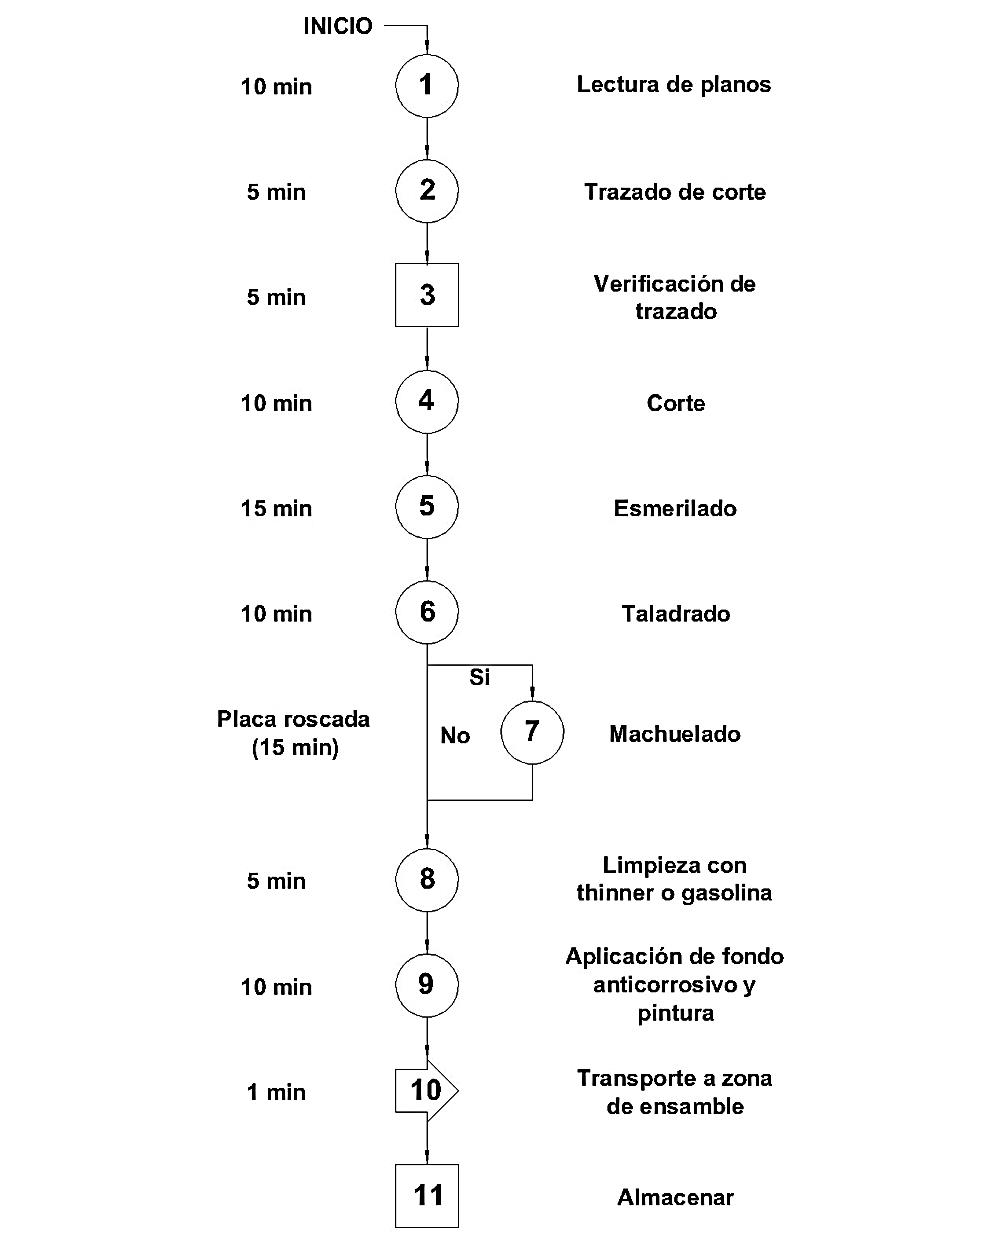 INICIO
10 min 1 Lectura de planos
5 min 2 Trazado de corte
5 min 3 Verificación de
trazado
10 min 4 Corte
15 min 5 Esmerilado
10 min 6 Taladrado
Si
Placa roscada
(15 min)
No 7 Machuelado
5 min 8 Limpieza con
thinner o gasolina
10 min 9 Aplicación de fondo
anticorrosivo y
pintura
1 min 10 Transporte a zona
de ensamble
11 Almacenar